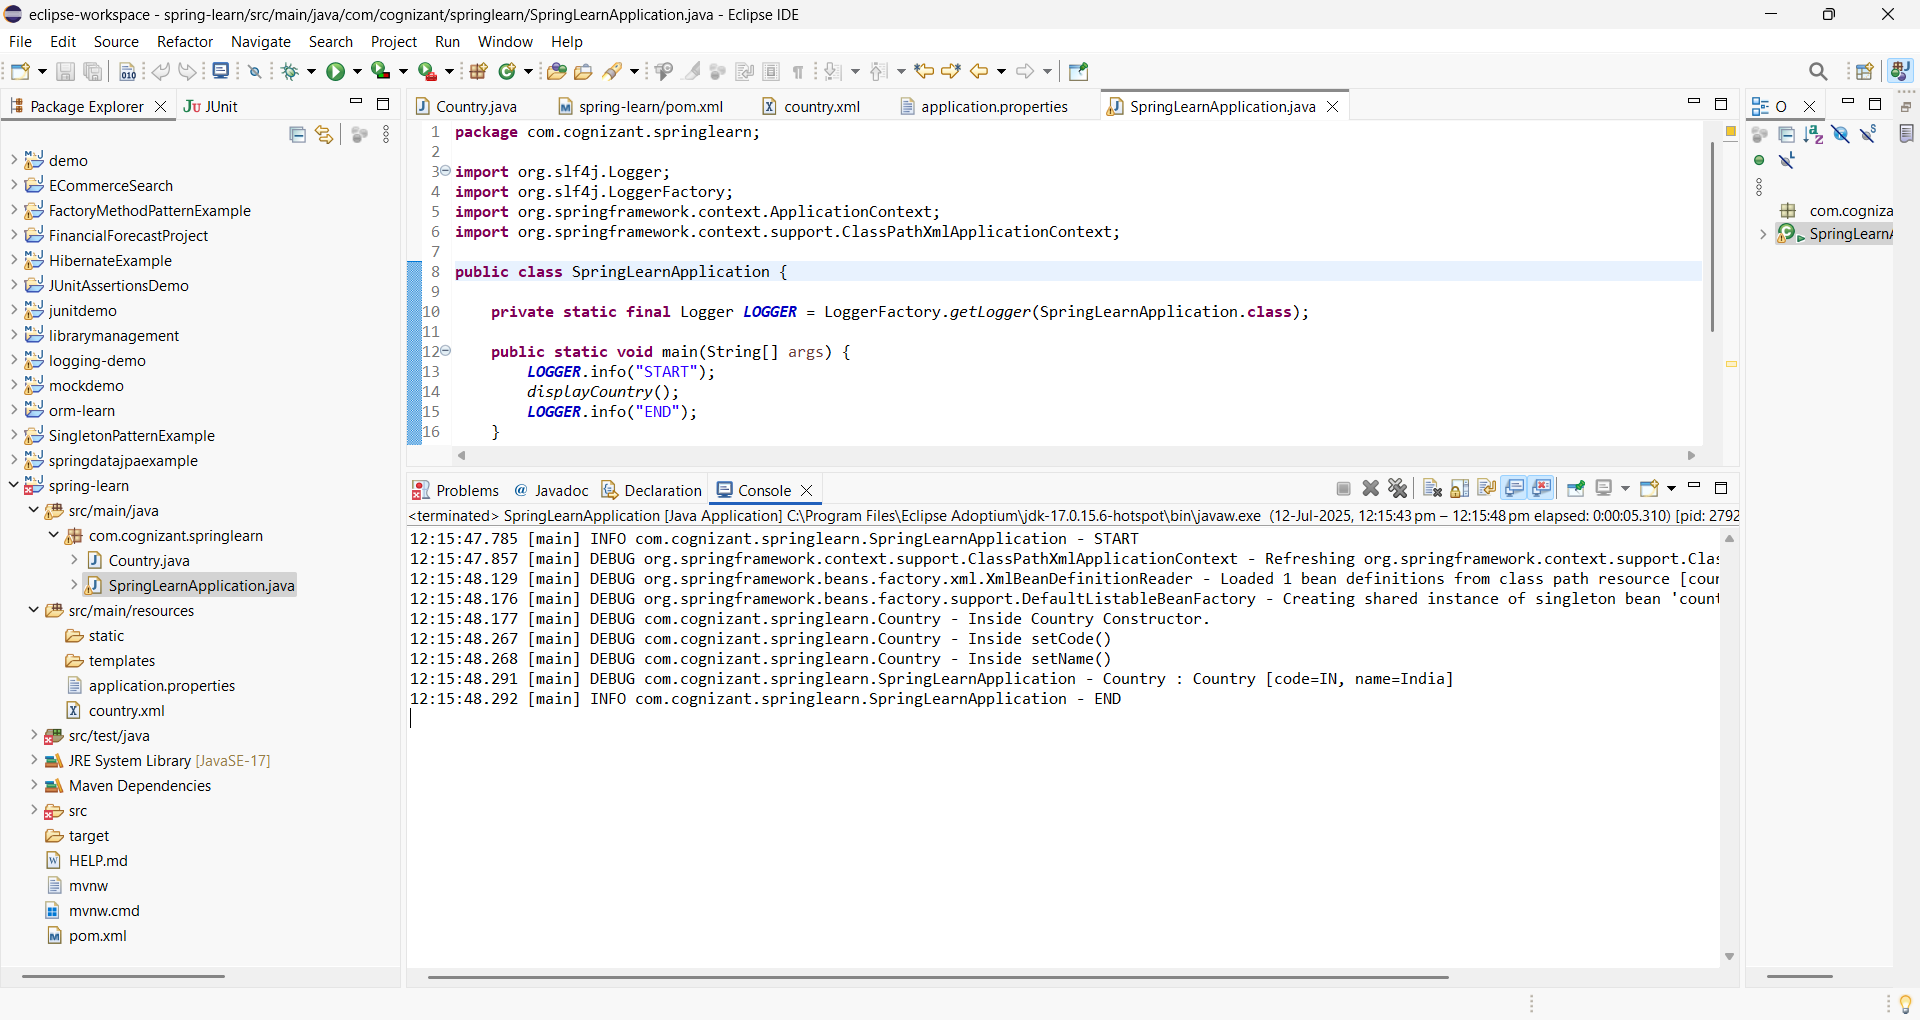 eclipse-workspace - spring-learn/src/main/java/com/cognizant/springlearn/SpringLearnApplication.java - Eclipse IDE
File Edit Source Refactor Navigate Search Project Run Window Help
Package Explorer JUnit
demo
ECommerceSearch
FactoryMethodPatternExample
FinancialForecastProject
HibernateExample
JUnitAssertionsDemo
junitdemo
librarymanagement
logging-demo
mockdemo
orm-learn
SingletonPatternExample
springdatajpaexample
spring-learn
src/main/java
com.cognizant.springlearn
Country.java
SpringLearnApplication.java
src/main/resources
static
templates
application.properties
country.xml
src/test/java
JRE System Library [JavaSE-17]
Maven Dependencies
src
target
HELP.md
mvnw
mvnw.cmd
pom.xml
Country.java spring-learn/pom.xml country.xml application.properties SpringLearnApplication.java
1 package com.cognizant.springlearn;
2
3 import org.slf4j.Logger;
4 import org.slf4j.LoggerFactory;
5 import org.springframework.context.ApplicationContext;
6 import org.springframework.context.support.ClassPathXmlApplicationContext;
7
8 public class SpringLearnApplication {
9
10 private static final Logger LOGGER = LoggerFactory.getLogger(SpringLearnApplication.class);
11
12 public static void main(String[] args) {
13 LOGGER.info("START");
14 displayCountry();
15 LOGGER.info("END");
16 }
Problems Javadoc Declaration Console
<terminated> SpringLearnApplication [Java Application] C:\Program Files\Eclipse Adoptium\jdk-17.0.15.6-hotspot\bin\javaw.exe (12-Jul-2025, 12:15:43 pm – 12:15:48 pm elapsed: 0:00:05.310) [pid: 2792
12:15:47.785 [main] INFO com.cognizant.springlearn.SpringLearnApplication - START
12:15:47.857 [main] DEBUG org.springframework.context.support.ClassPathXmlApplicationContext - Refreshing org.springframework.context.support.Clas
12:15:48.129 [main] DEBUG org.springframework.beans.factory.xml.XmlBeanDefinitionReader - Loaded 1 bean definitions from class path resource [coun
12:15:48.176 [main] DEBUG org.springframework.beans.factory.support.DefaultListableBeanFactory - Creating shared instance of singleton bean 'count
12:15:48.177 [main] DEBUG com.cognizant.springlearn.Country - Inside Country Constructor.
12:15:48.267 [main] DEBUG com.cognizant.springlearn.Country - Inside setCode()
12:15:48.268 [main] DEBUG com.cognizant.springlearn.Country - Inside setName()
12:15:48.291 [main] DEBUG com.cognizant.springlearn.SpringLearnApplication - Country : Country [code=IN, name=India]
12:15:48.292 [main] INFO com.cognizant.springlearn.SpringLearnApplication - END
O
com.cogniza
SpringLearnA